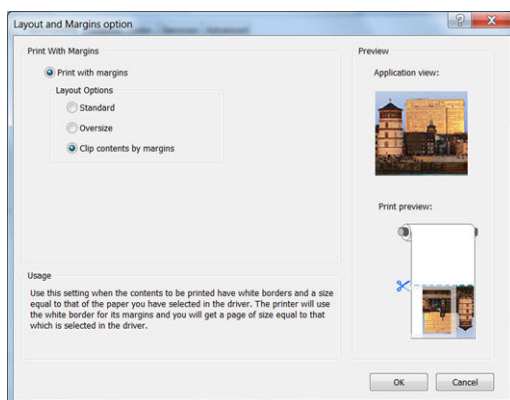 Layout and Margins option
Print With Margins
Print with margins
Layout Options
Standard
Oversize
Clip contents by margins
Usage
Use this setting when the contents to be printed have white borders and a size
equal to that of the paper you have selected in the driver. The printer will use
the white border for its margins and you will get a page of size equal to that
which is selected in the driver.
Preview
Application view:
Print preview:
OK
Cancel